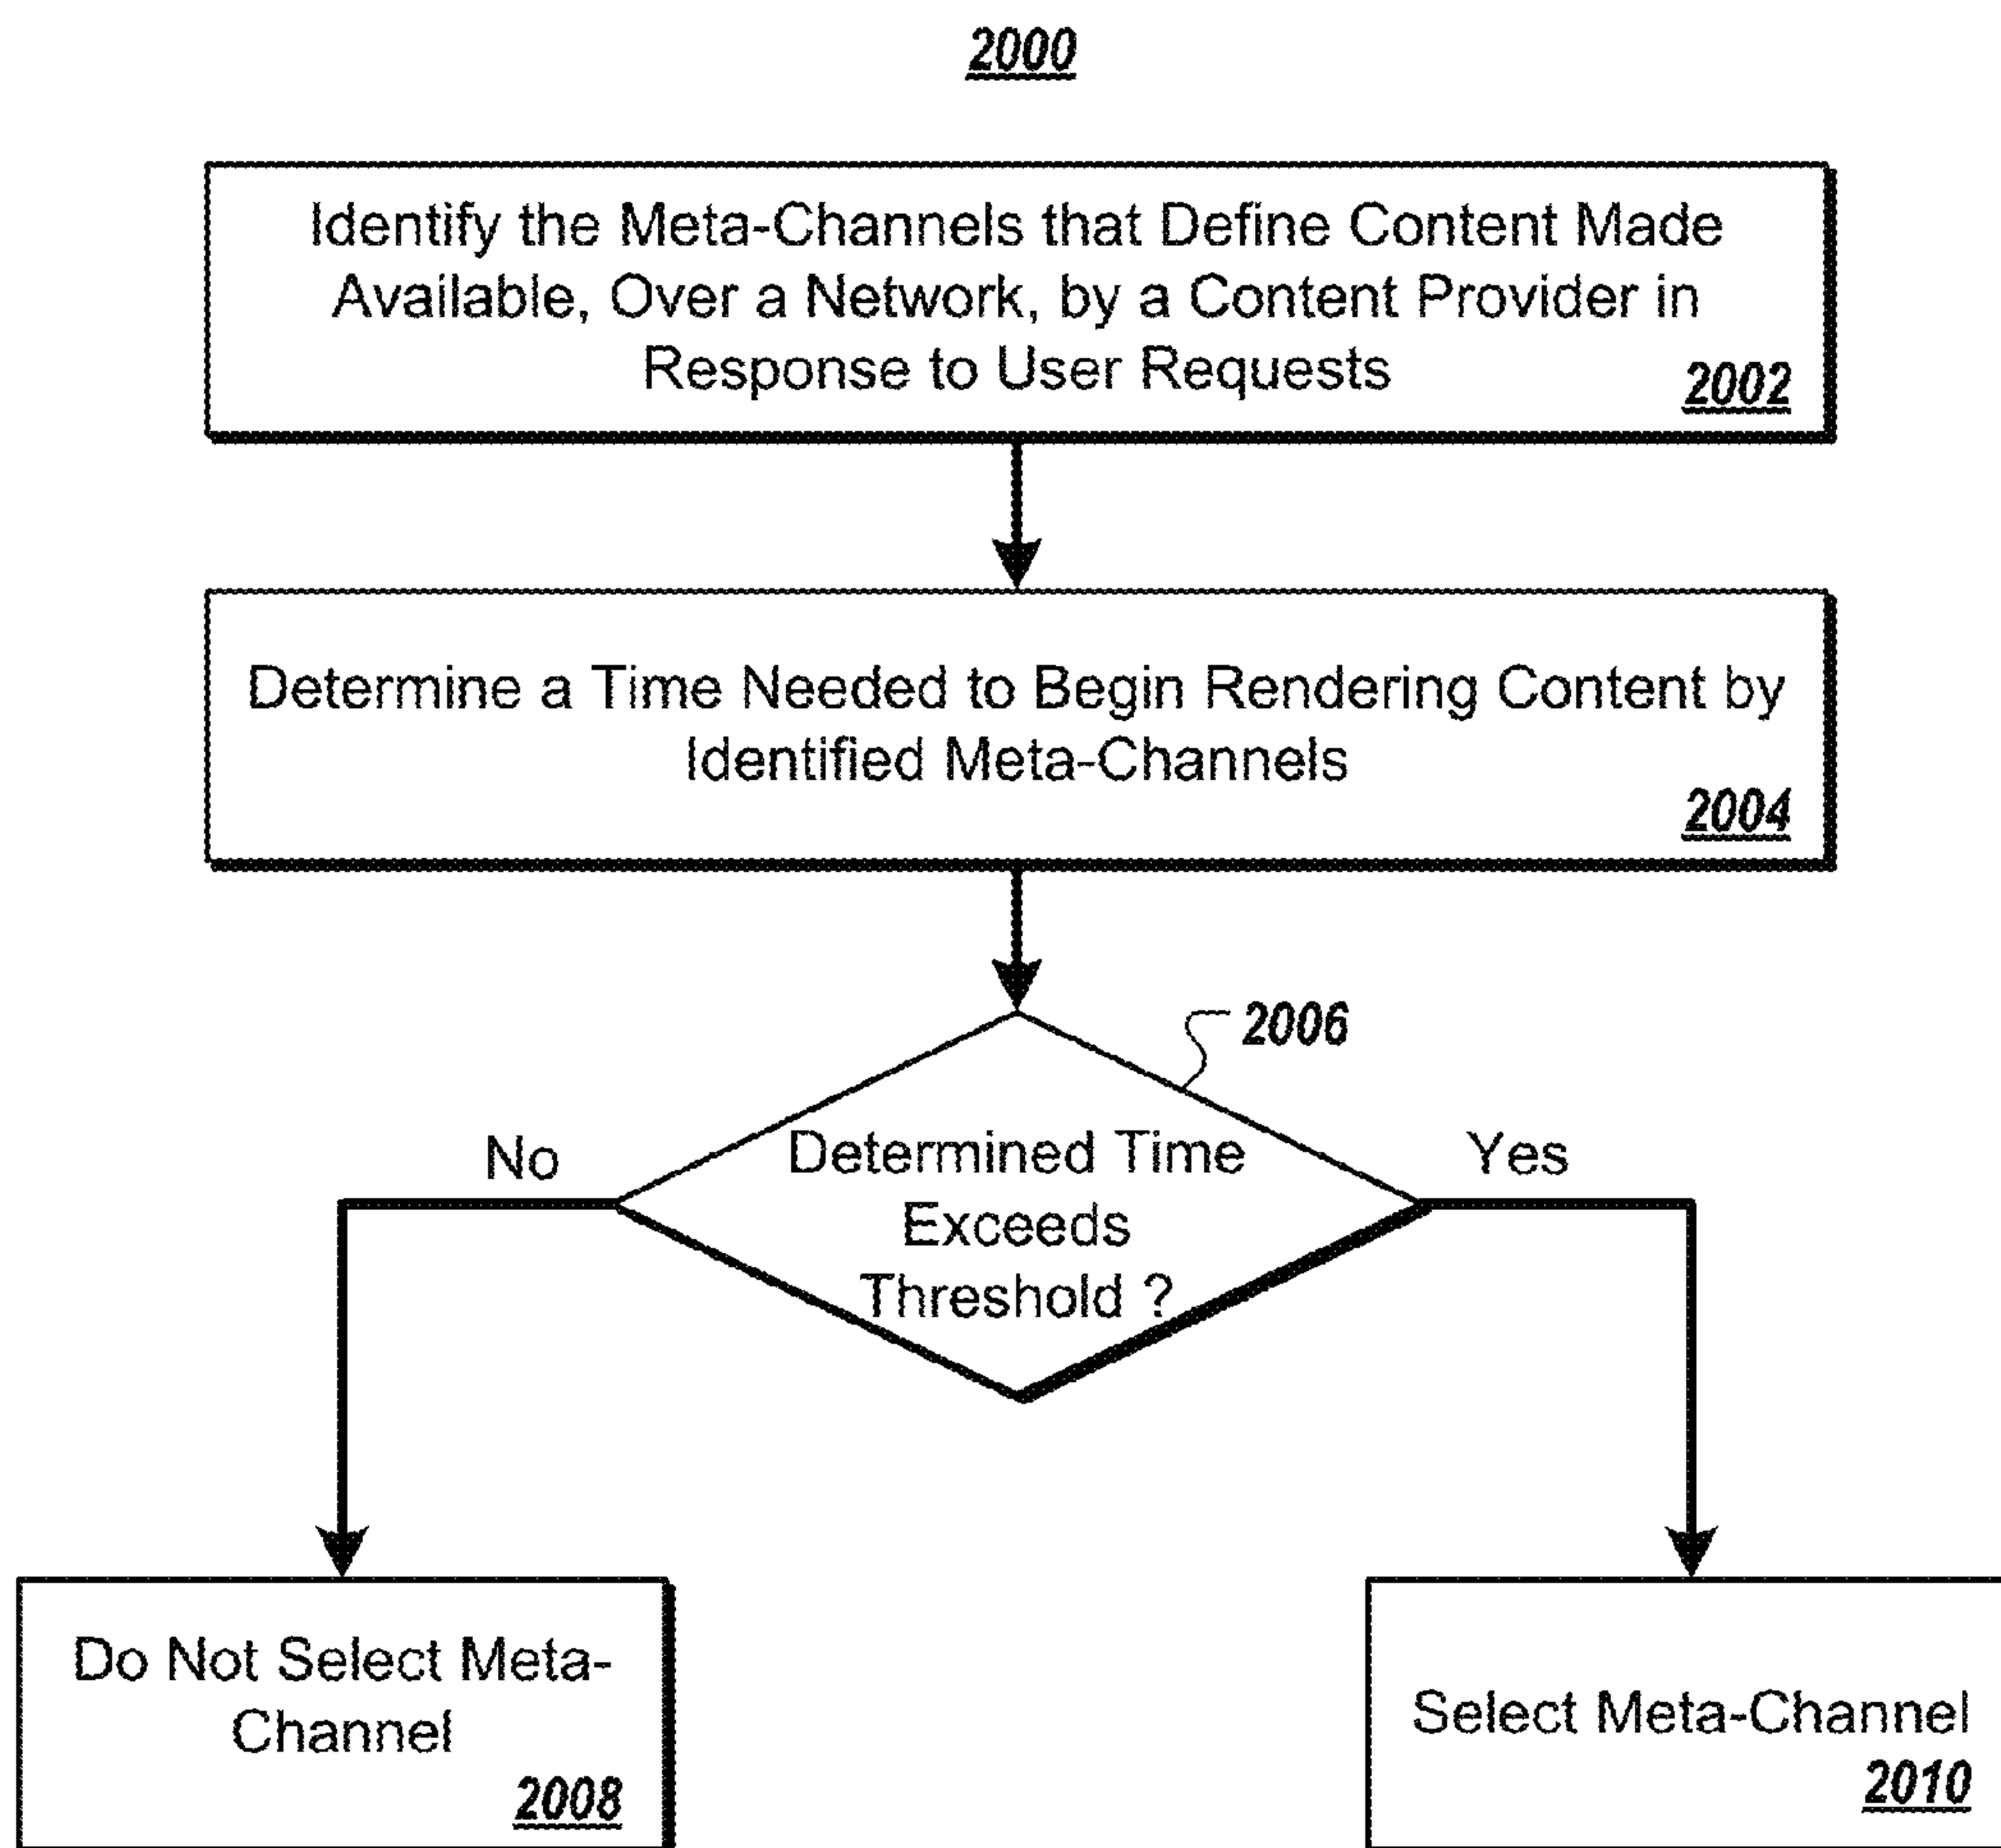 2000
Identify the Meta-Channels that Define Content Made
Available, Over a Network, by a Content Provider in
Response to User Requests
2002
Determine a Time Needed to Begin Rendering Content by
Identified Meta-Channels
2004
2006
No
Determined Time
Yes
Exceeds
Threshold ?
Do Not Select Meta-
Channel
2008
Select Meta-Channel
2010